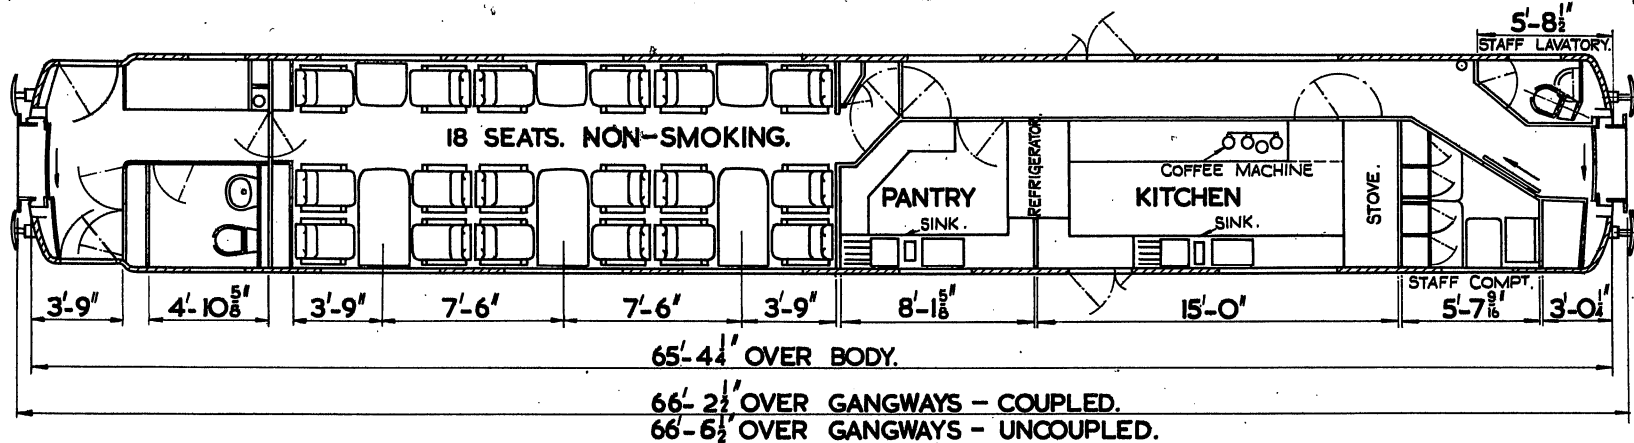 5'-8½"
STAFF LAVATORY.
18 SEATS. NON-SMOKING.
REFRIGERATOR.
COFFEE MACHINE
PANTRY
KITCHEN
STOVE.
SINK.
SINK.
STAFF COMPT.
3'-9" 4'-10⅝" 3'-9" 7'-6" 7'-6" 3'-9" 8'-1⅝" 15'-0" 5'-7 9/16" 3'-0¼"
65'-4¼" OVER BODY.
66'-2½" OVER GANGWAYS - COUPLED.
66'-6½" OVER GANGWAYS - UNCOUPLED.